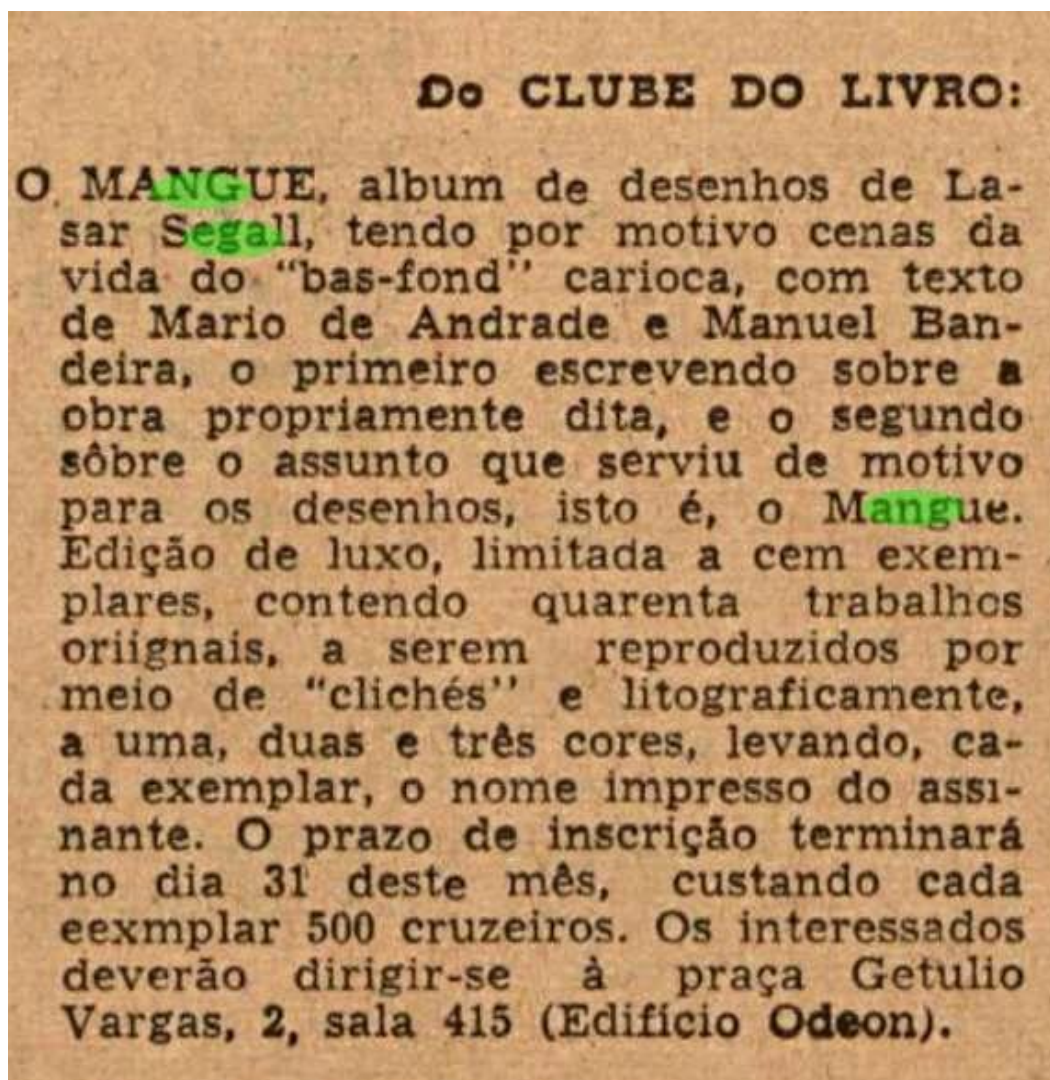 Do CLUBE DO LIVRO:
O MANGUE, album de desenhos de La-
sar Segall, tendo por motivo cenas da
vida do "bas-fond" carioca, com texto
de Mario de Andrade e Manuel Ban-
deira, o primeiro escrevendo sobre a
obra propriamente dita, e o segundo
sôbre o assunto que serviu de motivo
para os desenhos, isto é, o Mangue.
Edição de luxo, limitada a cem exem-
plares, contendo quarenta trabalhos
oriignais, a serem reproduzidos por
meio de "clichés" e litograficamente,
a uma, duas e três cores, levando, ca-
da exemplar, o nome impresso do assi-
nante. O prazo de inscrição terminará
no dia 31 deste mês, custando cada
eexmplar 500 cruzeiros. Os interessados
deverão dirigir-se à praça Getulio
Vargas, 2, sala 415 (Edifício Odeon).